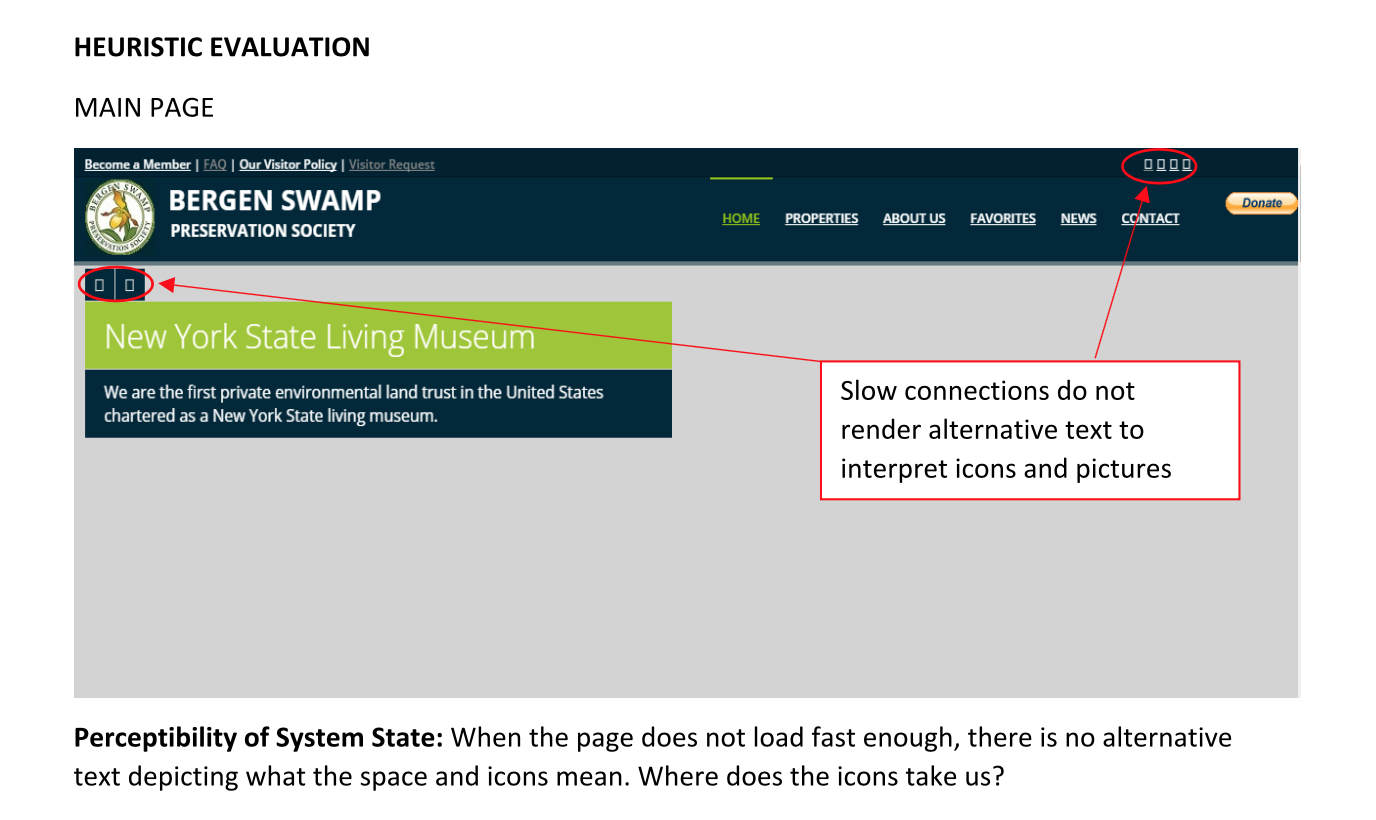 HEURISTIC EVALUATION
MAIN PAGE
Become a Member | FAQ | Our Visitor Policy | Visitor Request
BERGEN SWAMP
PRESERVATION SOCIETY
BERGEN SWAMP
PRESERVATION SOCIETY
HOME PROPERTIES ABOUT US FAVORITES NEWS CONTACT
Donate
New York State Living Museum
We are the first private environmental land trust in the United States
chartered as a New York State living museum.
Slow connections do not
render alternative text to
interpret icons and pictures
Perceptibility of System State: When the page does not load fast enough, there is no alternative
text depicting what the space and icons mean. Where does the icons take us?